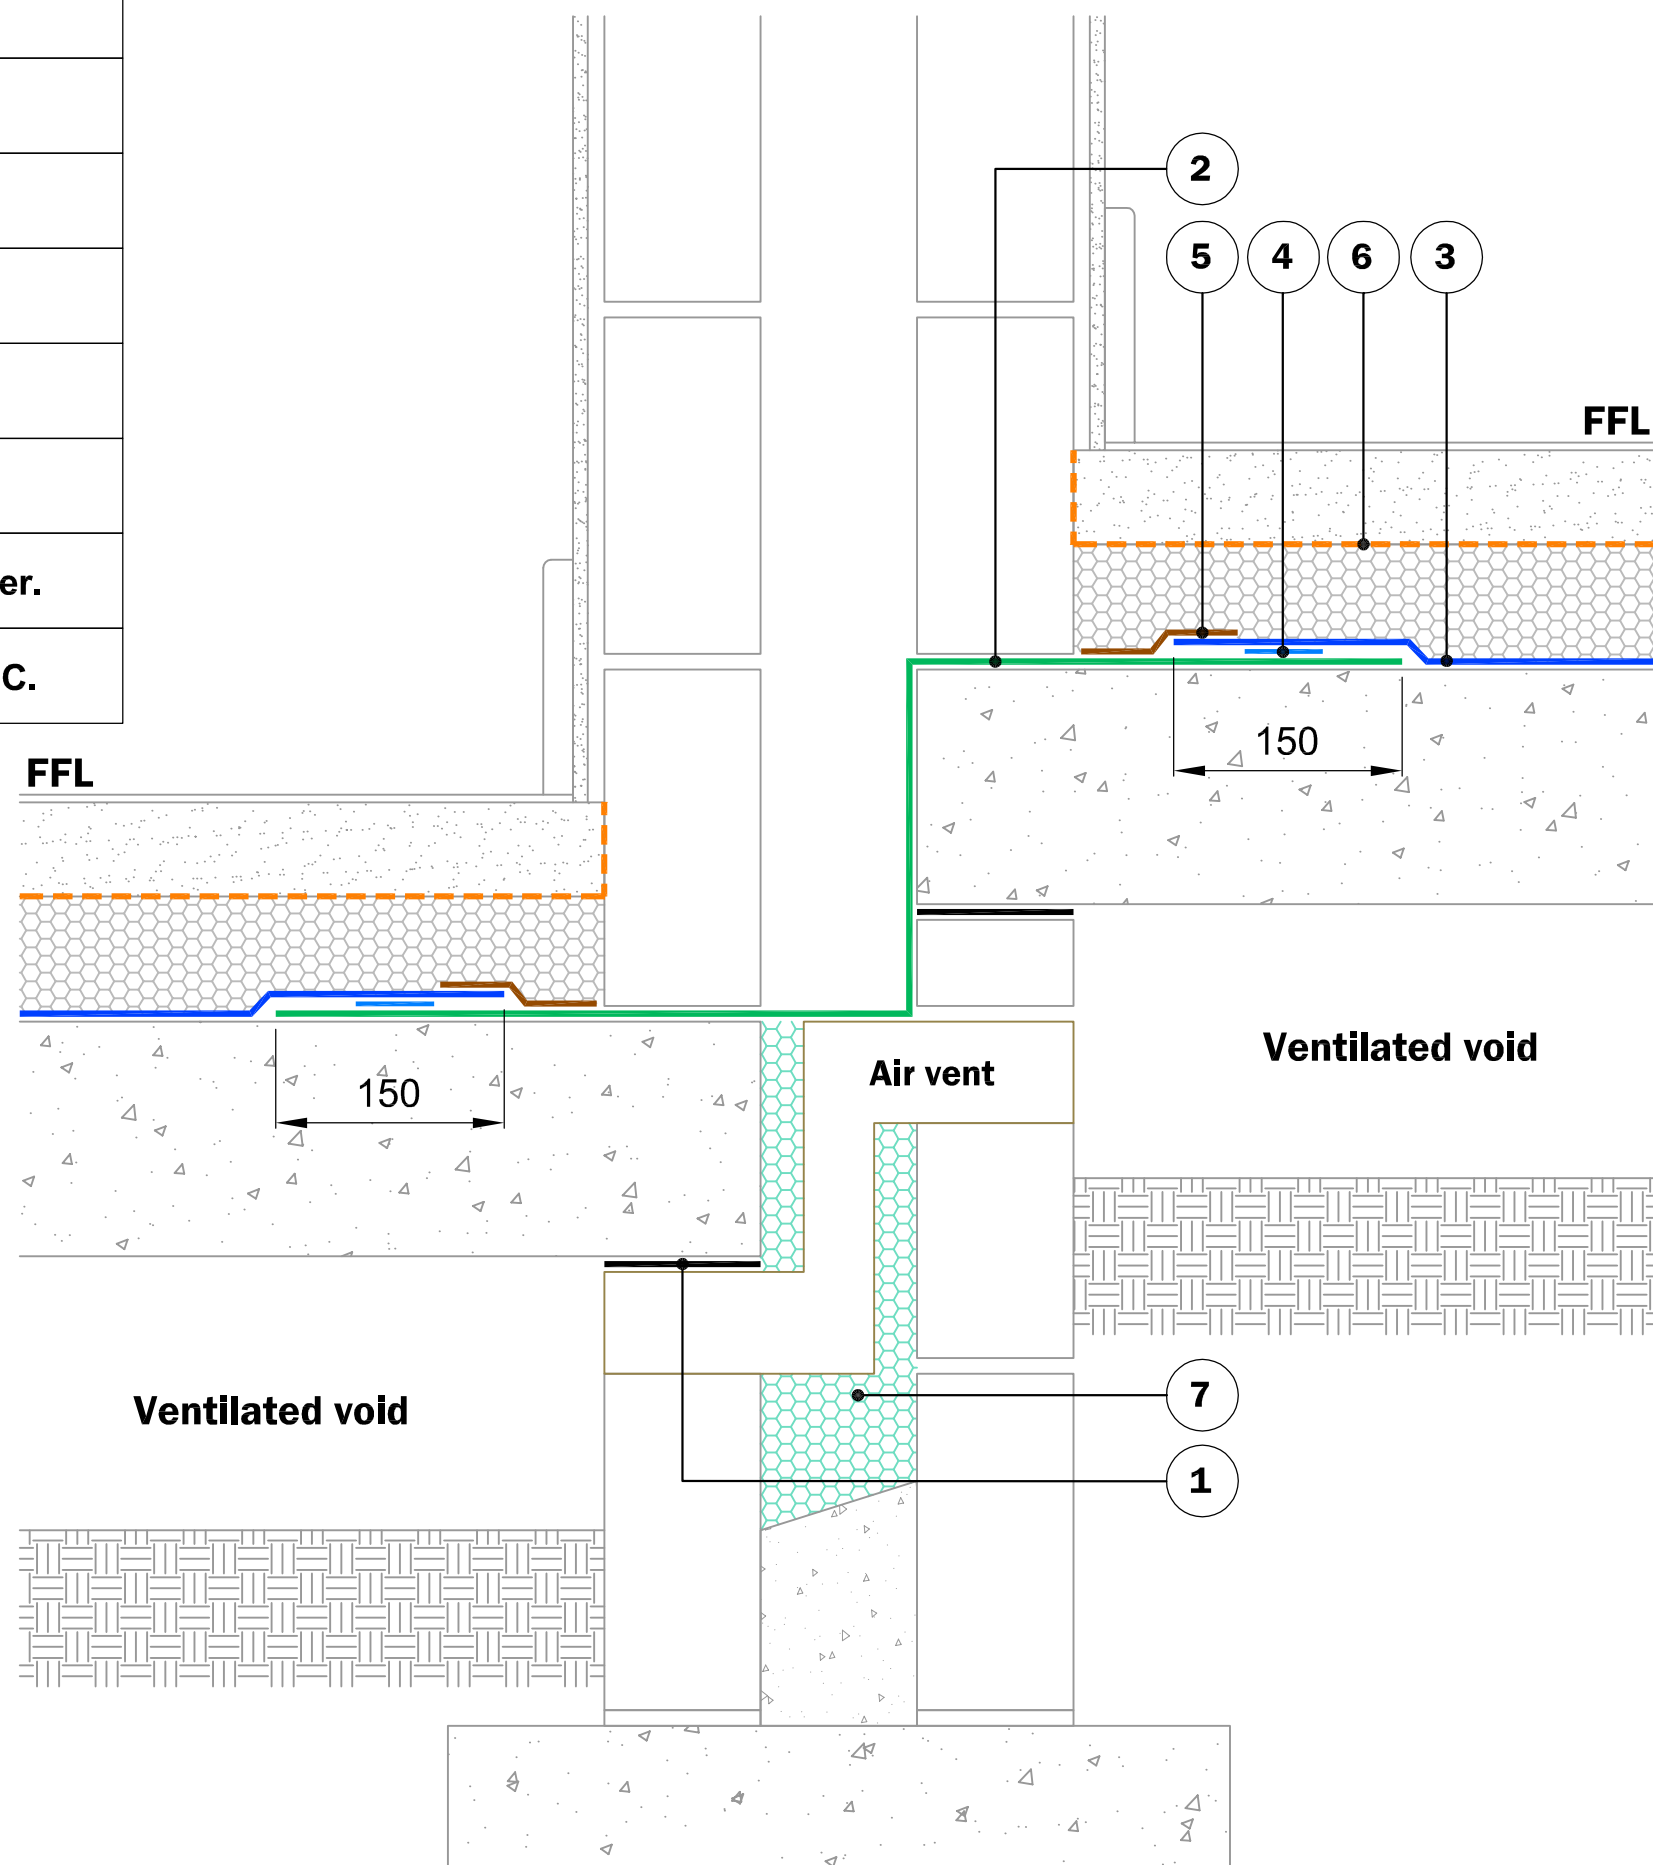 2
5 4 6 3
FFL
er.
C.
150
FFL
Ventilated void
Air vent
150
7
Ventilated void
1